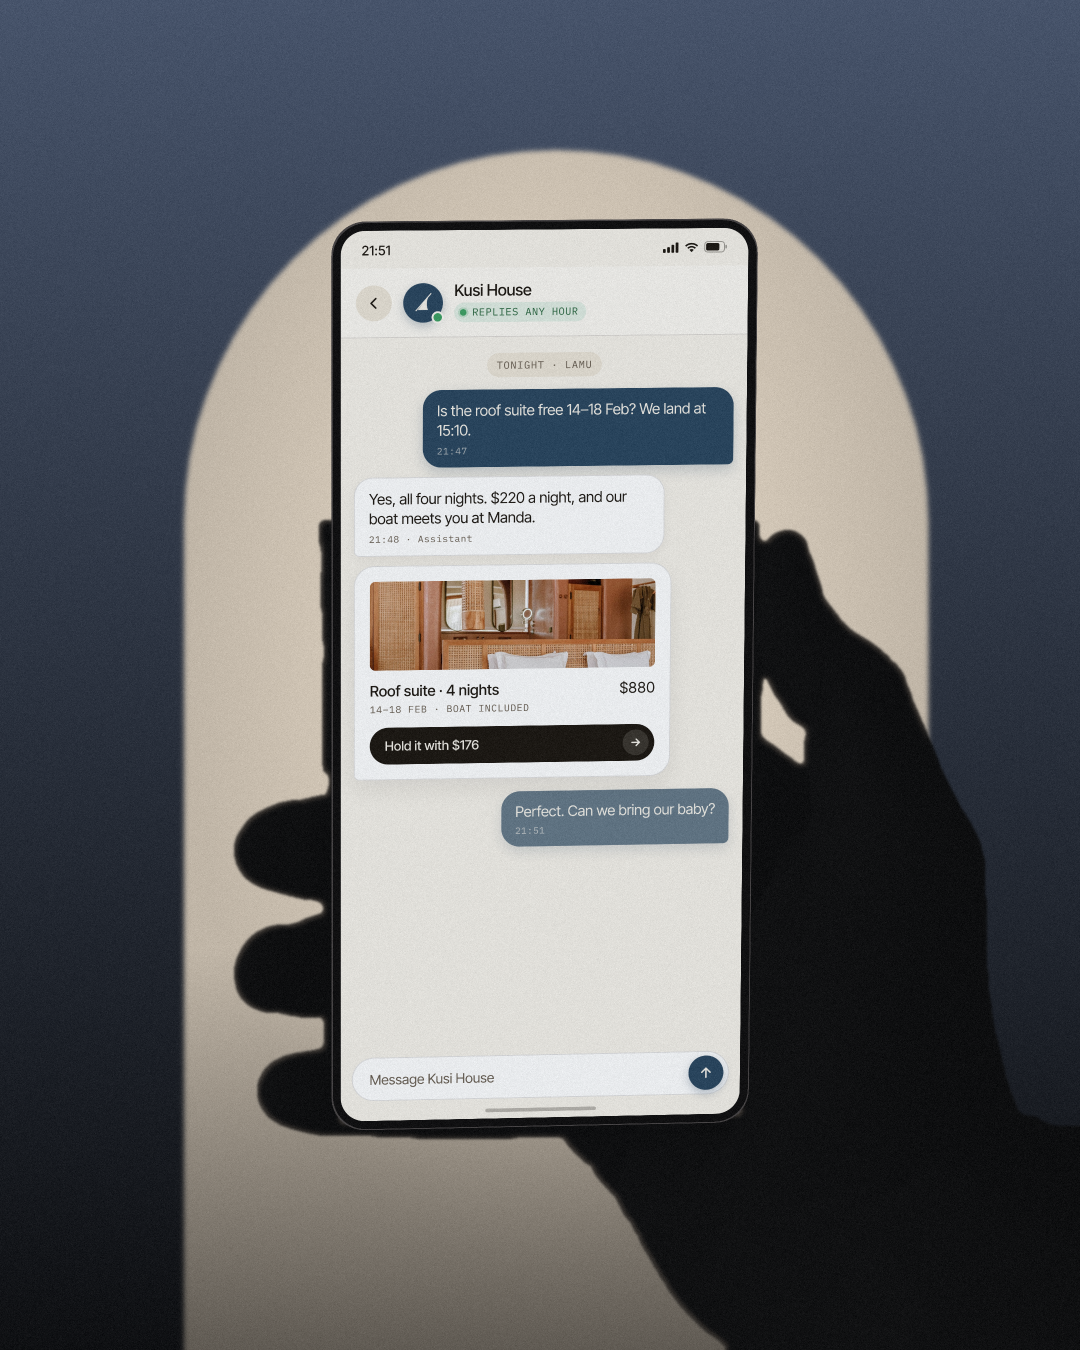 21:51
Kusi House
REPLIES ANY HOUR
TONIGHT · LAMU
Is the roof suite free 14–18 Feb? We land at
15:10.
21:47
Yes, all four nights. $220 a night, and our
boat meets you at Manda.
21:48 · Assistant
Roof suite · 4 nights
$880
14–18 FEB · BOAT INCLUDED
Hold it with $176
Perfect. Can we bring our baby?
21:51
Message Kusi House